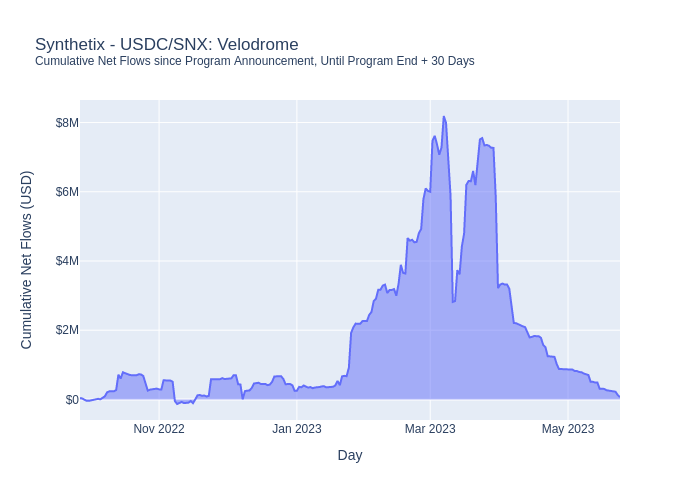 Synthetix - USDC/SNX: Velodrome
Cumulative Net Flows since Program Announcement, Until Program End + 30 Days
Cumulative Net Flows (USD)
$8M
$6M
$4M
$2M
$0
Nov 2022 Jan 2023 Mar 2023 May 2023
Day